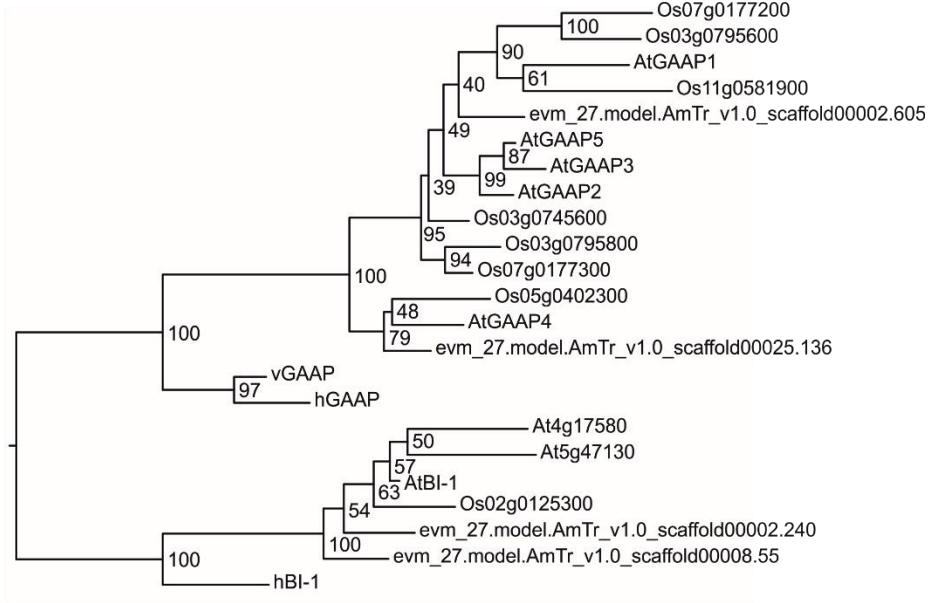 Os07g0177200
100
Os03g0795600
90
AtGAAP1
61
40
Os11g0581900
evm_27.model.AmTr_v1.0_scaffold00002.605
49
AtGAAP5
87
AtGAAP3
99
39
AtGAAP2
Os03g0745600
95
Os03g0795800
94
Os07g0177300
100
Os05g0402300
48
AtGAAP4
100
79
evm_27.model.AmTr_v1.0_scaffold00025.136
vGAAP
97
hGAAP
At4g17580
50
At5g47130
57
AtBI-1
63
Os02g0125300
54
evm_27.model.AmTr_v1.0_scaffold00002.240
100
evm_27.model.AmTr_v1.0_scaffold00008.55
100
hBI-1